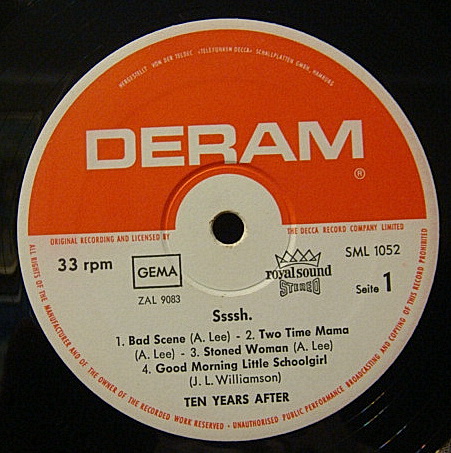 HERGESTELLT VON DER TELDEC »TELEFUNKEN DECCA« SCHALLPLATTEN GMBH, HAMBURG
DERAM
®
ORIGINAL RECORDING AND LICENSED BY THE DECCA RECORD COMPANY LIMITED
33 rpm
GEMA
ZAL 9083
royal sound
STEREO
SML 1052
Seite 1
Ssssh.
1. Bad Scene (A. Lee) - 2. Two Time Mama
(A. Lee) - 3. Stoned Woman (A. Lee)
4. Good Morning Little Schoolgirl
(J. L. Williamson)
TEN YEARS AFTER
ALL RIGHTS OF THE MANUFACTURER AND OF THE OWNER OF THE RECORDED WORK RESERVED · UNAUTHORISED PUBLIC PERFORMANCE BROADCASTING AND COPYING OF THIS RECORD PROHIBITED